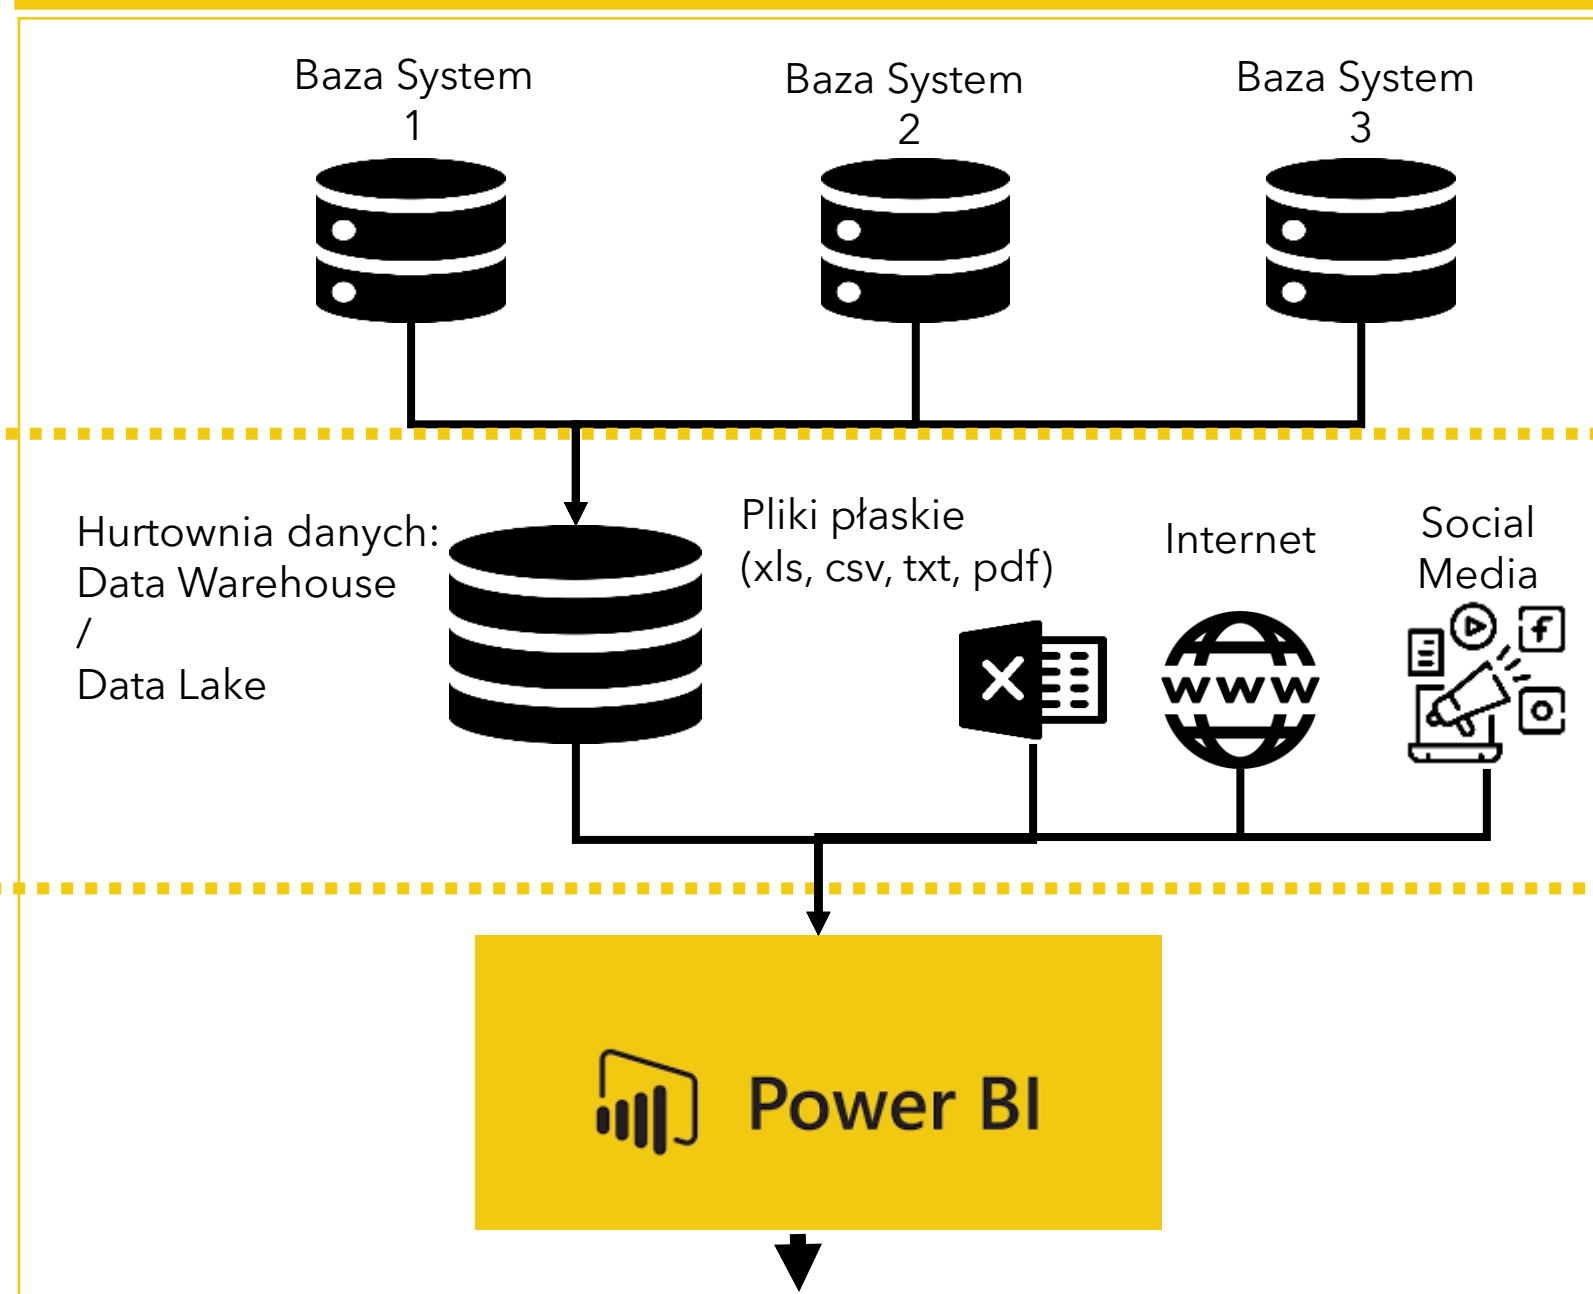 Baza System
1
Baza System
2
Baza System
3
Hurtownia danych:
Data Warehouse
/
Data Lake
Pliki płaskie
(xls, csv, txt, pdf)
Internet
Social
Media
X
www
f
Power BI